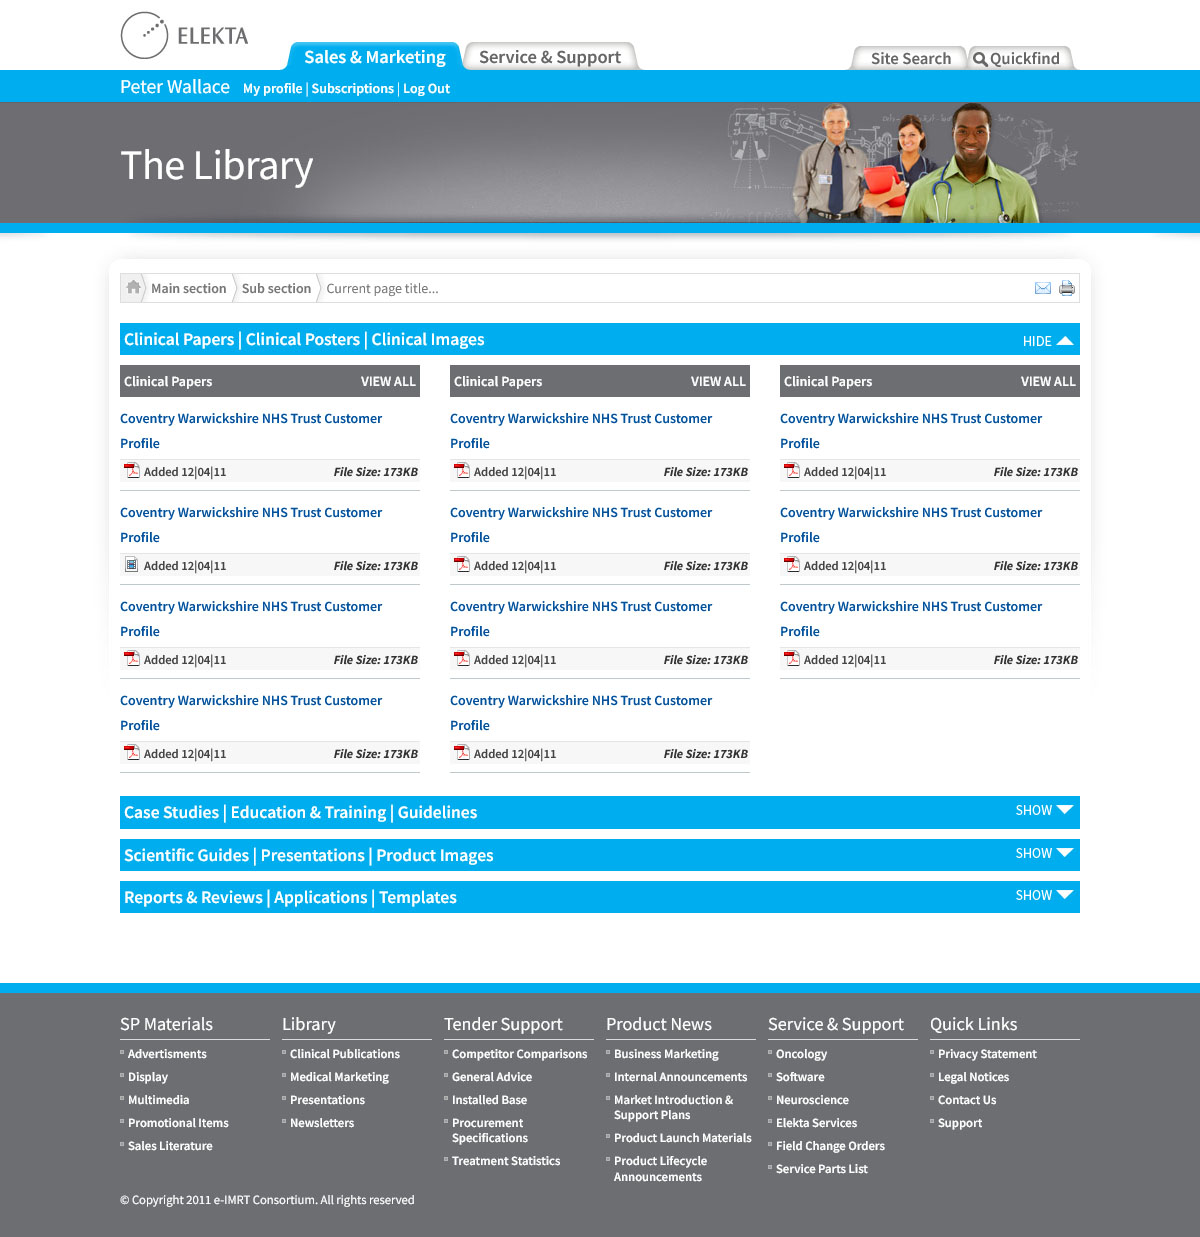 ELEKTA
Sales & Marketing
Service & Support
Site Search
Quickfind
Peter Wallace My profile | Subscriptions | Log Out
The Library
Main section Sub section Current page title...
Clinical Papers | Clinical Posters | Clinical Images HIDE
Clinical Papers VIEW ALL
Coventry Warwickshire NHS Trust Customer
Profile
Added 12|04|11 File Size: 173KB
Coventry Warwickshire NHS Trust Customer
Profile
Added 12|04|11 File Size: 173KB
Coventry Warwickshire NHS Trust Customer
Profile
Added 12|04|11 File Size: 173KB
Coventry Warwickshire NHS Trust Customer
Profile
Added 12|04|11 File Size: 173KB
Clinical Papers VIEW ALL
Coventry Warwickshire NHS Trust Customer
Profile
Added 12|04|11 File Size: 173KB
Coventry Warwickshire NHS Trust Customer
Profile
Added 12|04|11 File Size: 173KB
Coventry Warwickshire NHS Trust Customer
Profile
Added 12|04|11 File Size: 173KB
Coventry Warwickshire NHS Trust Customer
Profile
Added 12|04|11 File Size: 173KB
Clinical Papers VIEW ALL
Coventry Warwickshire NHS Trust Customer
Profile
Added 12|04|11 File Size: 173KB
Coventry Warwickshire NHS Trust Customer
Profile
Added 12|04|11 File Size: 173KB
Coventry Warwickshire NHS Trust Customer
Profile
Added 12|04|11 File Size: 173KB
Case Studies | Education & Training | Guidelines SHOW
Scientific Guides | Presentations | Product Images SHOW
Reports & Reviews | Applications | Templates SHOW
SP Materials
Advertisments
Display
Multimedia
Promotional Items
Sales Literature
Library
Clinical Publications
Medical Marketing
Presentations
Newsletters
Tender Support
Competitor Comparisons
General Advice
Installed Base
Procurement
Specifications
Treatment Statistics
Product News
Business Marketing
Internal Announcements
Market Introduction &
Support Plans
Product Launch Materials
Product Lifecycle
Announcements
Service & Support
Oncology
Software
Neuroscience
Elekta Services
Field Change Orders
Service Parts List
Quick Links
Privacy Statement
Legal Notices
Contact Us
Support
© Copyright 2011 e-IMRT Consortium. All rights reserved